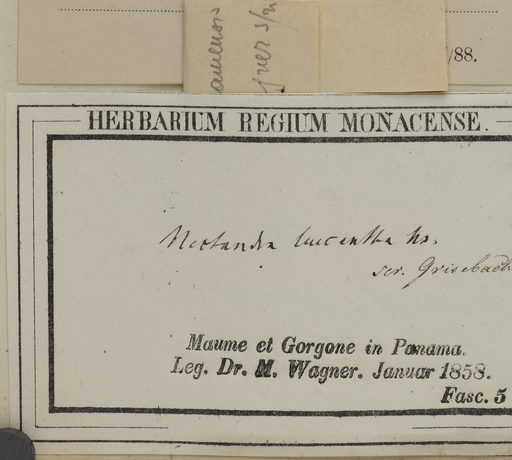 /88.
HERBARIUM REGIUM MONACENSE.
Nectandra leucantha Ns.
scr. Grisebach
Maume et Gorgone in Panama.
Leg. Dr. M. Wagner. Januar 1858.
Fasc. 5